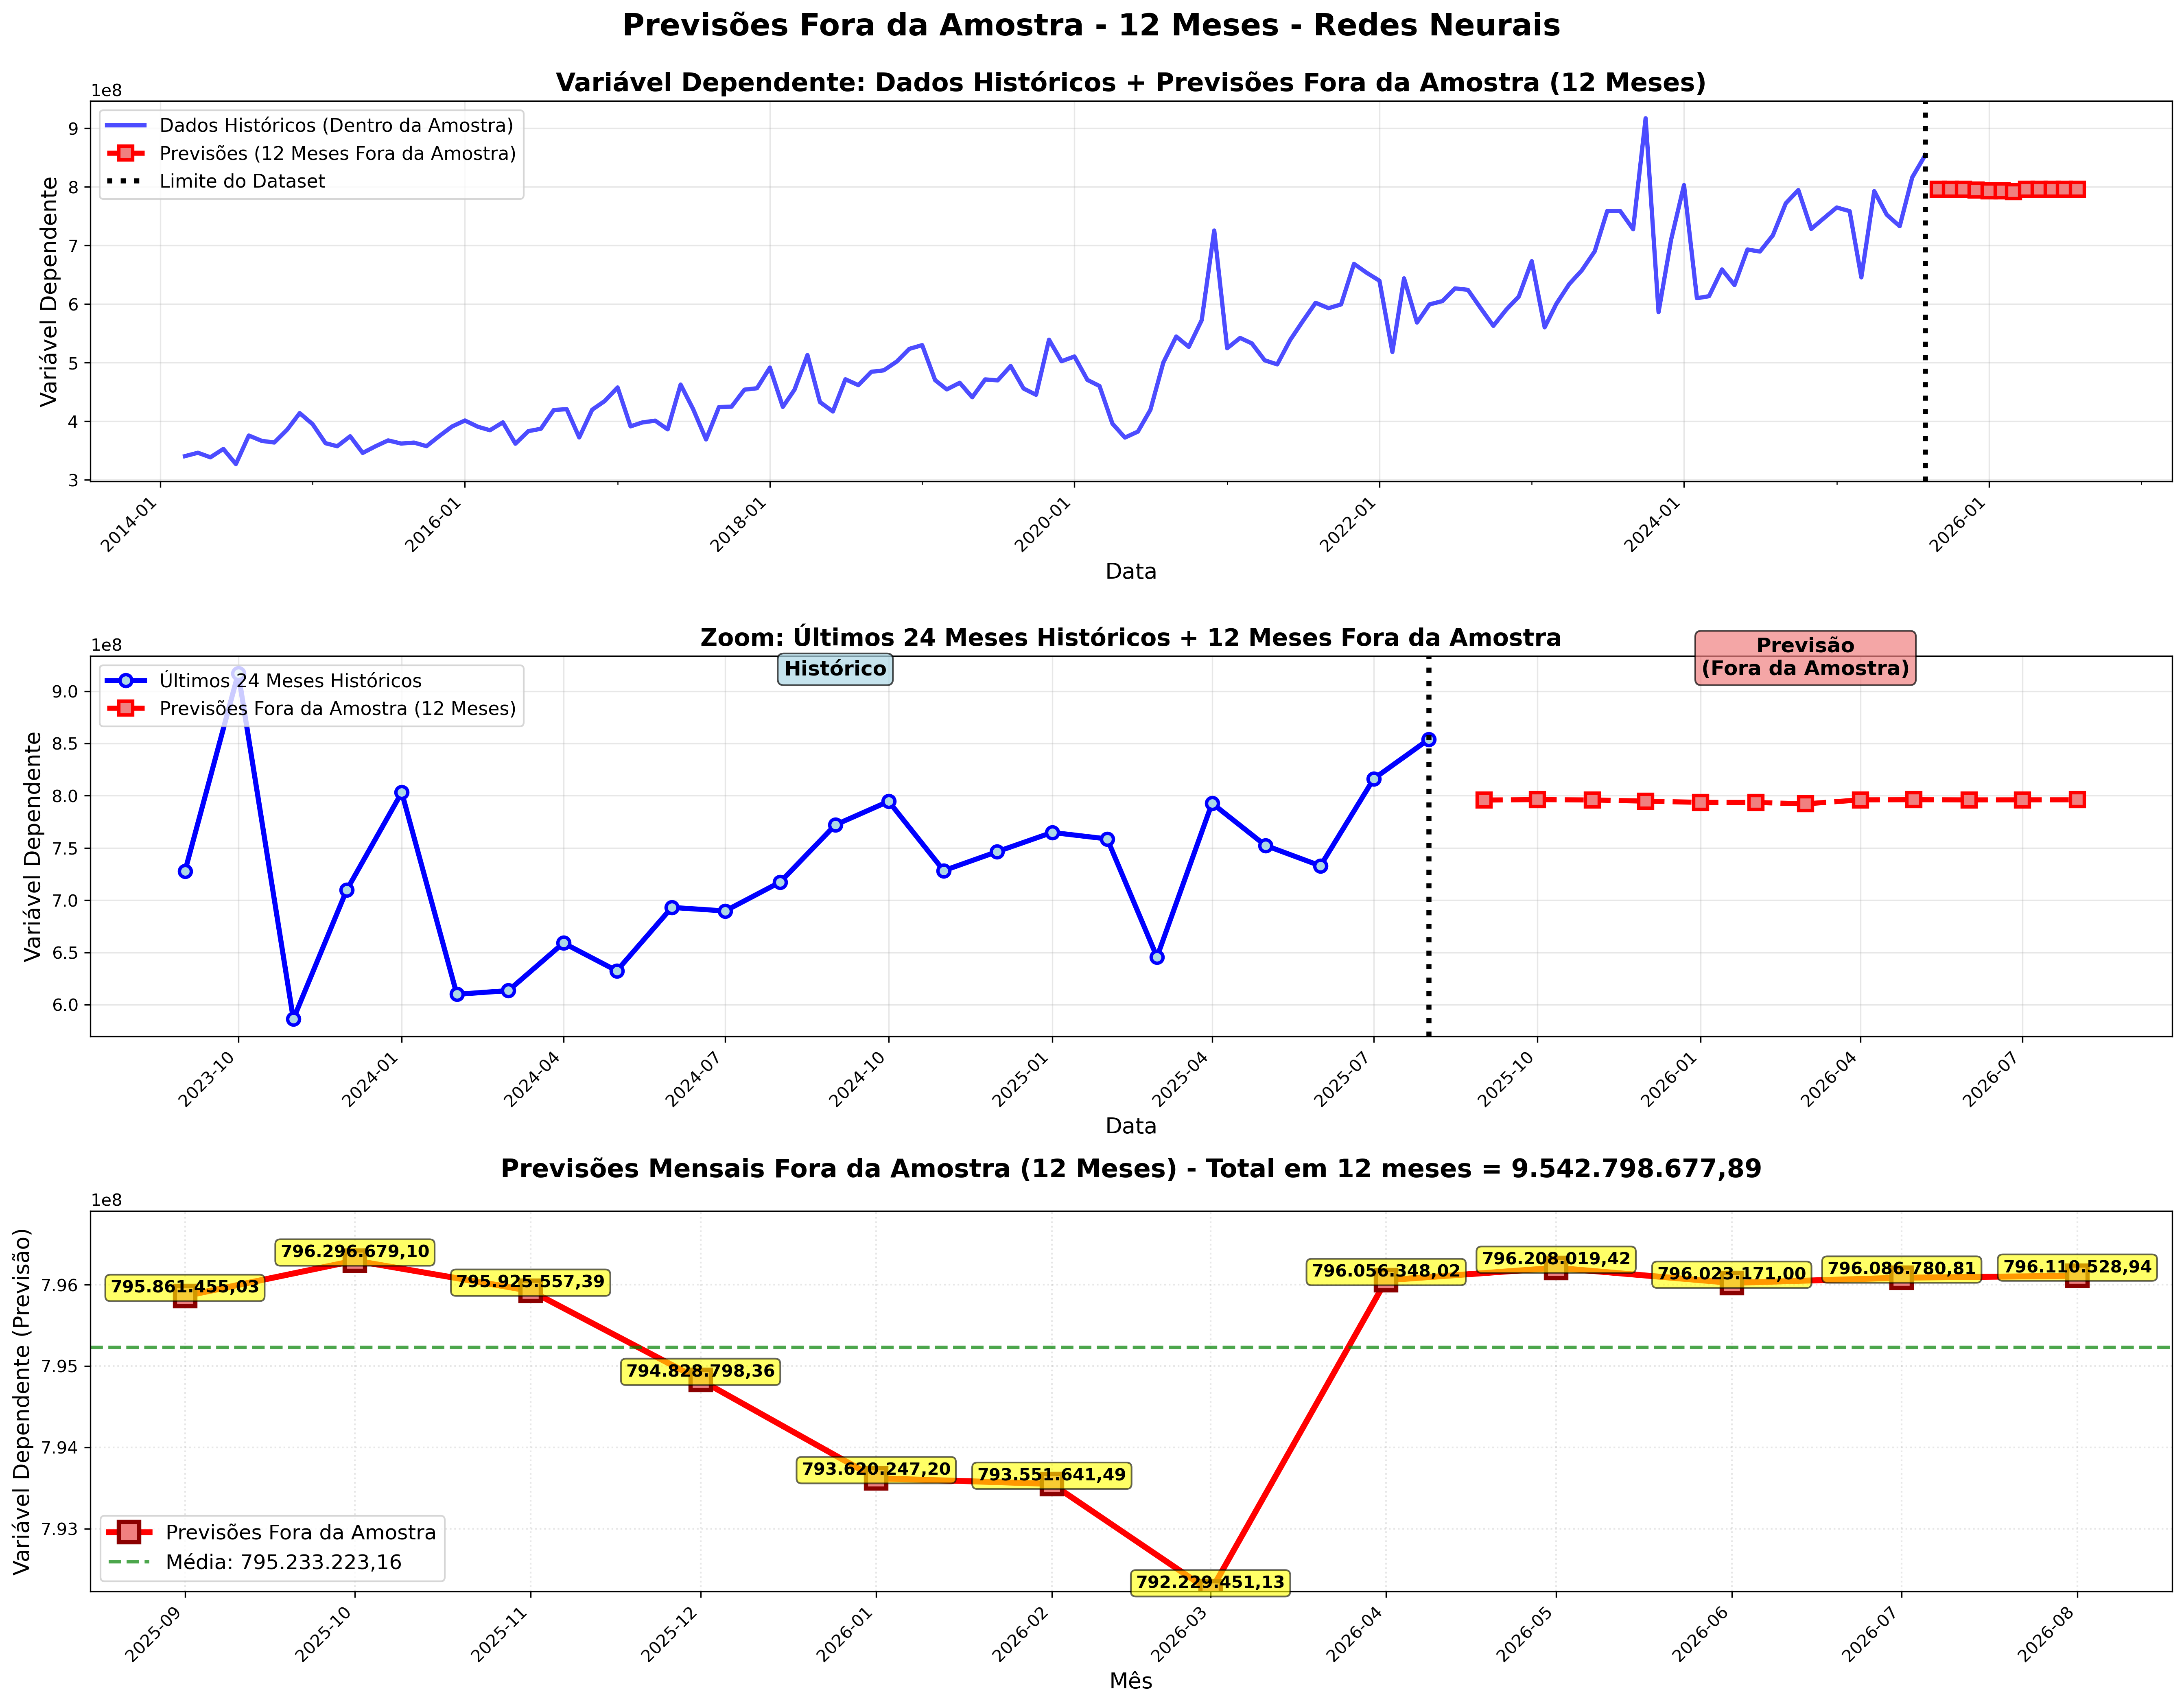 Previsões Fora da Amostra - 12 Meses - Redes Neurais
Variável Dependente: Dados Históricos + Previsões Fora da Amostra (12 Meses)
1e8
Dados Históricos (Dentro da Amostra)
Previsões (12 Meses Fora da Amostra)
Limite do Dataset
Variável Dependente
9
8
7
6
5
4
3
2014-01
2016-01
2018-01
2020-01
2022-01
2024-01
2026-01
Data
Zoom: Últimos 24 Meses Históricos + 12 Meses Fora da Amostra
1e8
Últimos 24 Meses Históricos
Previsões Fora da Amostra (12 Meses)
Histórico
Previsão
(Fora da Amostra)
Variável Dependente
9.0
8.5
8.0
7.5
7.0
6.5
6.0
2023-10
2024-01
2024-04
2024-07
2024-10
2025-01
2025-04
2025-07
2025-10
2026-01
2026-04
2026-07
Data
Previsões Mensais Fora da Amostra (12 Meses) - Total em 12 meses = 9.542.798.677,89
1e8
Variável Dependente (Previsão)
7.96
7.95
7.94
7.93
795.861.455,03
796.296.679,10
795.925.557,39
794.828.798,36
793.620.247,20
793.551.641,49
792.229.451,13
796.056.348,02
796.208.019,42
796.023.171,00
796.086.780,81
796.110.528,94
Previsões Fora da Amostra
Média: 795.233.223,16
2025-09
2025-10
2025-11
2025-12
2026-01
2026-02
2026-03
2026-04
2026-05
2026-06
2026-07
2026-08
Mês